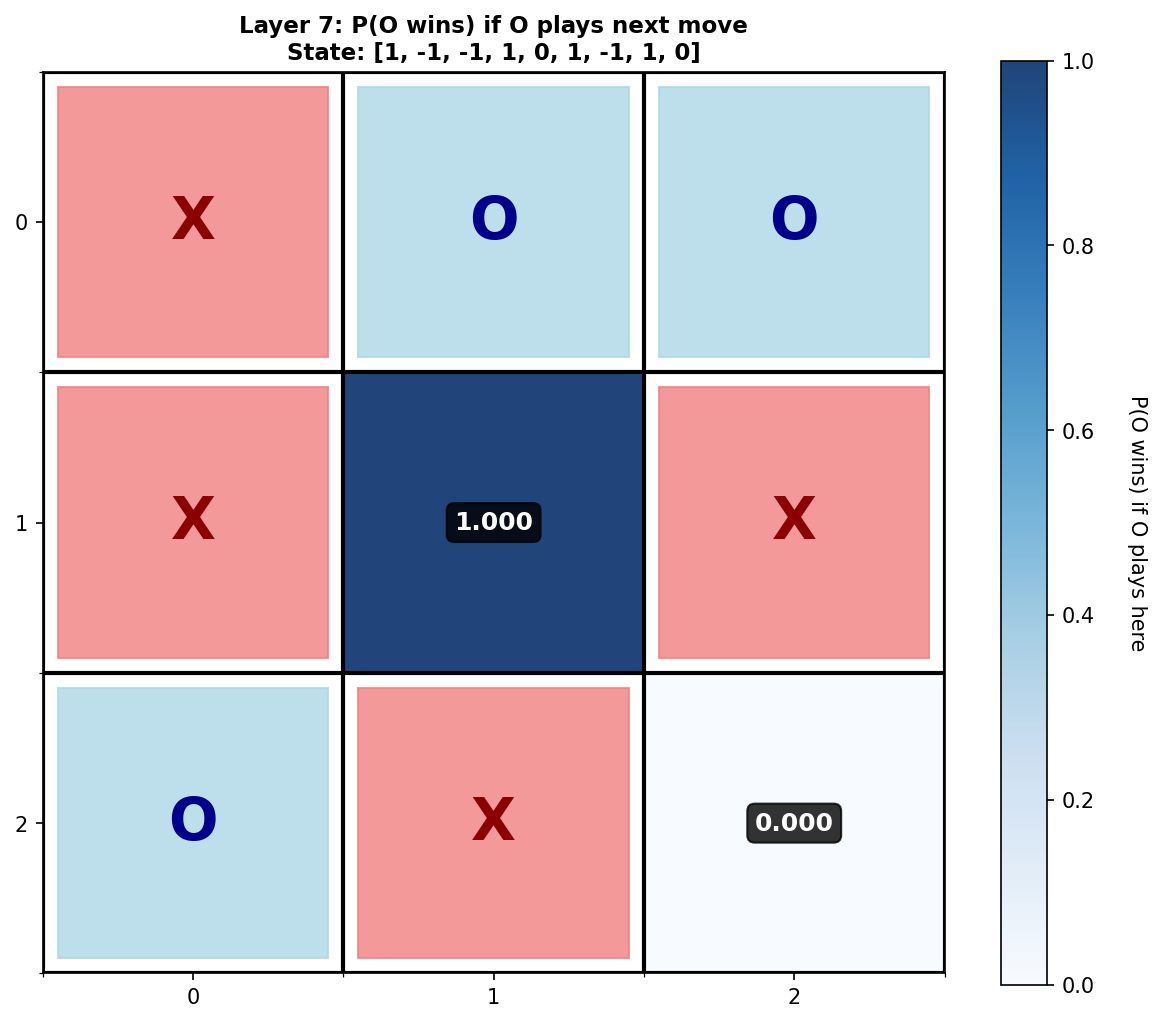 Layer 7: P(O wins) if O plays next move
State: [1, -1, -1, 1, 0, 1, -1, 1, 0]
1.0
0
X
O
O
0.8
0.6
P(O wins) if O plays here
1
X
1.000
X
0.4
2
O
X
0.000
0.2
0.0
0
1
2